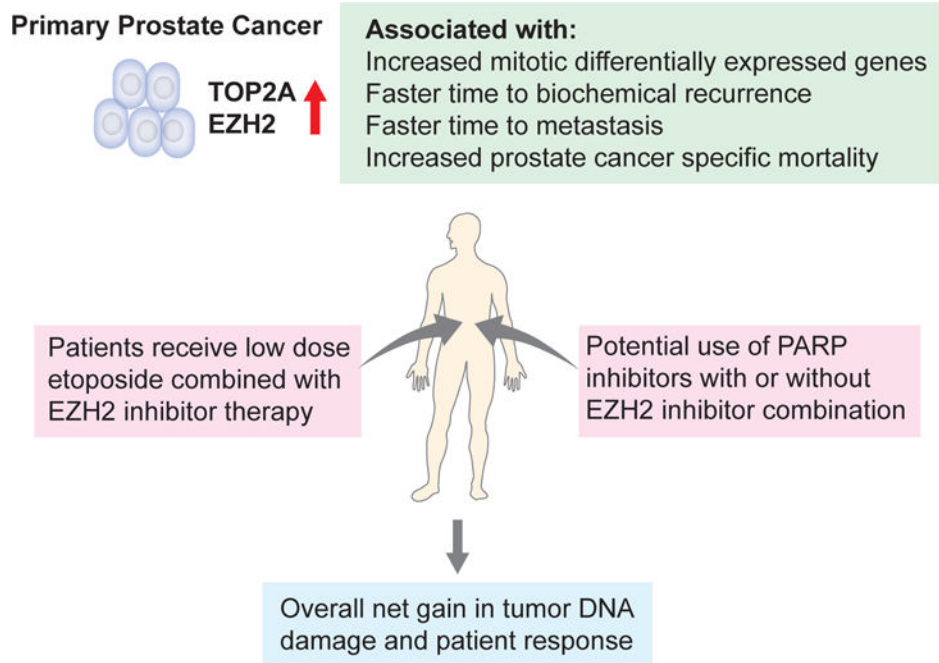 Primary Prostate Cancer
TOP2A
EZH2
Associated with:
Increased mitotic differentially expressed genes
Faster time to biochemical recurrence
Faster time to metastasis
Increased prostate cancer specific mortality
Patients receive low dose
etoposide combined with
EZH2 inhibitor therapy
Potential use of PARP
inhibitors with or without
EZH2 inhibitor combination
Overall net gain in tumor DNA
damage and patient response